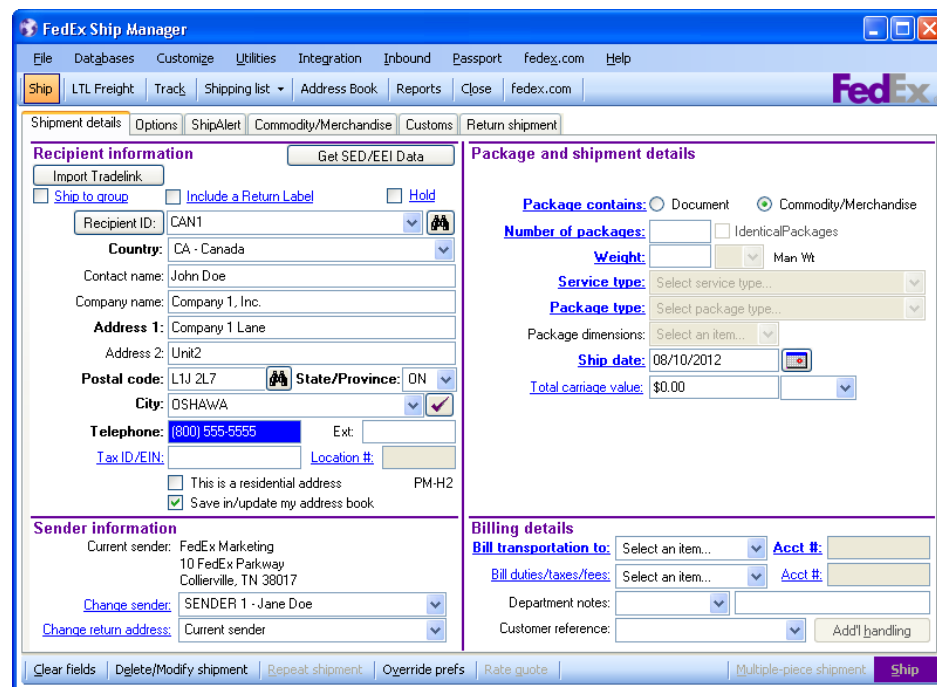 FedEx Ship Manager
File Databases Customize Utilities Integration Inbound Passport fedex.com Help
Ship LTL Freight Track Shipping list Address Book Reports Close fedex.com
FedEx
Shipment details Options ShipAlert Commodity/Merchandise Customs Return shipment
Recipient information
Get SED/EEI Data
Import Tradelink
Ship to group Include a Return Label Hold
Recipient ID: CAN1
Country: CA - Canada
Contact name: John Doe
Company name: Company 1, Inc.
Address 1: Company 1 Lane
Address 2: Unit2
Postal code: L1J 2L7 State/Province: ON
City: OSHAWA
Telephone: (800) 555-5555 Ext:
Tax ID/EIN: Location #:
This is a residential address PM-H2
Save in/update my address book
Package and shipment details
Package contains: Document Commodity/Merchandise
Number of packages: IdenticalPackages
Weight: Man Wt
Service type: Select service type...
Package type: Select package type...
Package dimensions: Select an item...
Ship date: 08/10/2012
Total carriage value: $0.00
Sender information
Current sender: FedEx Marketing
10 FedEx Parkway
Collierville, TN 38017
Change sender: SENDER 1 - Jane Doe
Change return address: Current sender
Billing details
Bill transportation to: Select an item... Acct #:
Bill duties/taxes/fees: Select an item... Acct #:
Department notes:
Customer reference: Add'l handling
Clear fields Delete/Modify shipment Repeat shipment Override prefs Rate quote Multiple-piece shipment Ship